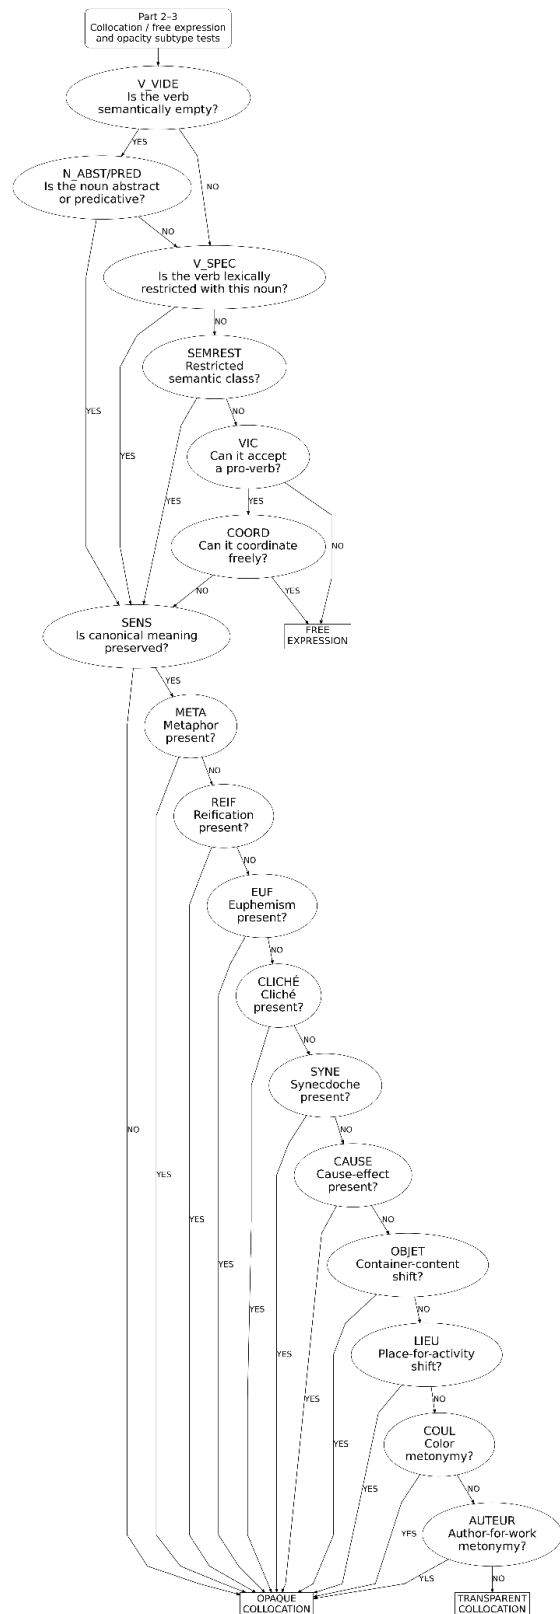 Part 2–3
Collocation / free expression
and opacity subtype tests
V_VIDE
Is the verb
semantically empty?
YES
NO
N_ABST/PRED
Is the noun abstract
or predicative?
NO
V_SPEC
Is the verb lexically
restricted with this noun?
NO
SEMREST
Restricted
semantic class?
YES
NO
VIC
Can it accept
a pro-verb?
YES
YES
YES
COORD
Can it coordinate
freely?
NO
NO
YES
SENS
Is canonical meaning
preserved?
FREE
EXPRESSION
YES
META
Metaphor
present?
NO
REIF
Reification
present?
NO
EUF
Euphemism
present?
NO
CLICHÉ
Cliché
present?
NO
SYNE
Synecdoche
present?
NO
NO
CAUSE
Cause-effect
present?
YES
YES
NO
OBJET
Container-content
shift?
YES
YES
NO
LIEU
Place-for-activity
shift?
YES
YES
NO
COUL
Color
metonymy?
YES
YES
NO
AUTEUR
Author-for-work
metonymy?
YES
YES
NO
OPAQUE
COLLOCATION
TRANSPARENT
COLLOCATION